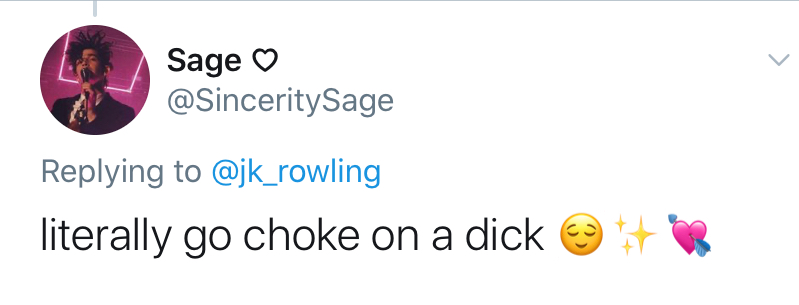 Sage ♡
@SinceritySage
Replying to @jk_rowling
literally go choke on a dick 😌✨💘